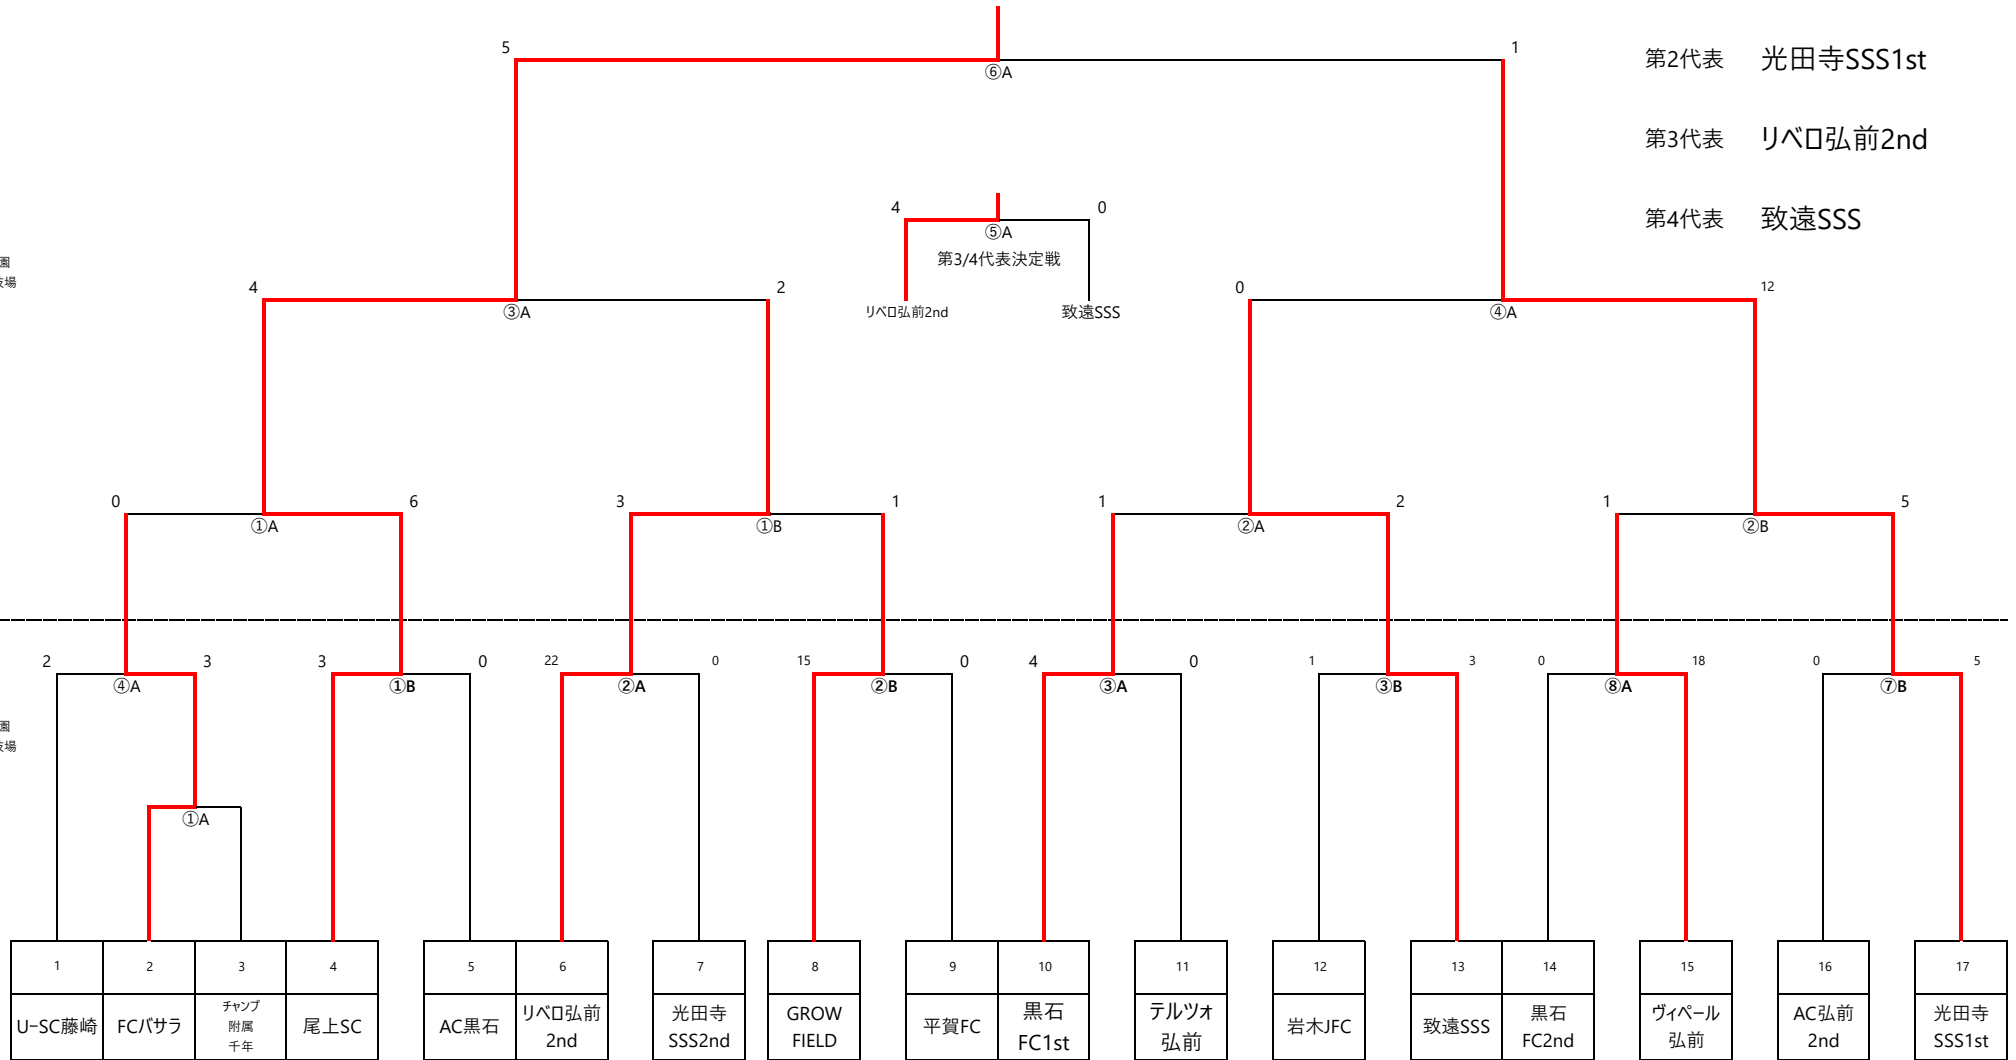 5
1
⑥A
第2代表 光田寺SSS1st
第3代表 リベロ弘前2nd
第4代表 致遠SSS
4
0
⑤A
第3/4代表決定戦
リベロ弘前2nd
致遠SSS
園
技場
4
2
0
12
③A
④A
0
6
3
1
1
2
1
5
①A
①B
②A
②B
2
3
3
0
22
0
15
0
4
0
1
3
0
18
0
5
④A
①B
②A
②B
③A
③B
⑧A
⑦B
園
技場
①A
1
2
3
4
5
6
7
8
9
10
11
12
13
14
15
16
17
U-SC藤崎
FCバサラ
チャンプ
附属
千年
尾上SC
AC黒石
リベロ弘前
2nd
光田寺
SSS2nd
GROW
FIELD
平賀FC
黒石
FC1st
テルツォ
弘前
岩木JFC
致遠SSS
黒石
FC2nd
ヴィペール
弘前
AC弘前
2nd
光田寺
SSS1st